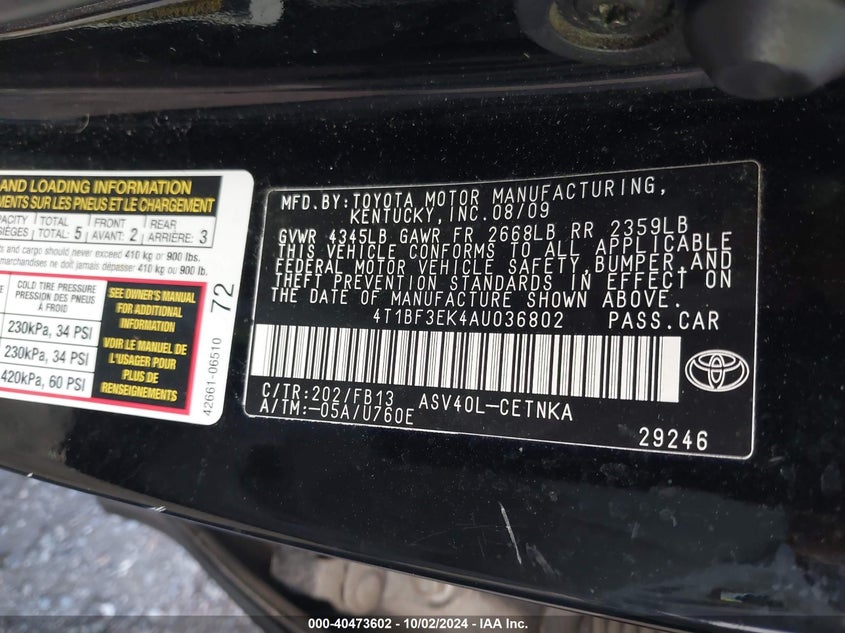 AND LOADING INFORMATION
EMENTS SUR LES PNEUS ET LE CHARGEMENT
PACITY TOTAL FRONT REAR
SIÈGES TOTAL: 5 AVANT: 2 ARRIÈRE: 3
ts and cargo should never exceed 410 kg or 900 lbs.
marchandises ne doit jamais dépasser 410 kg ou 900 lb.
COLD TIRE PRESSURE
PRESSION DES PNEUS
À FROID
230kPa, 34 PSI
230kPa, 34 PSI
420kPa, 60 PSI
SEE OWNER'S MANUAL
FOR ADDITIONAL
INFORMATION
VOIR LE MANUEL DE
L'USAGER POUR
PLUS DE
RENSEIGNEMENTS
72
42661-06510
MFD.BY:TOYOTA MOTOR MANUFACTURING,
KENTUCKY,INC.08/09
GVWR 4345LB GAWR FR 2668LB RR 2359LB
THIS VEHICLE CONFORMS TO ALL APPLICABLE
FEDERAL MOTOR VEHICLE SAFETY,BUMPER,AND
THEFT PREVENTION STANDARDS IN EFFECT ON
THE DATE OF MANUFACTURE SHOWN ABOVE.
4T1BF3EK4AU036802 PASS.CAR
C/TR:202/FB13 ASV40L-CETNKA
A/TM:-05A/U760E
29246
000-40473602 - 10/02/2024 - IAA Inc.